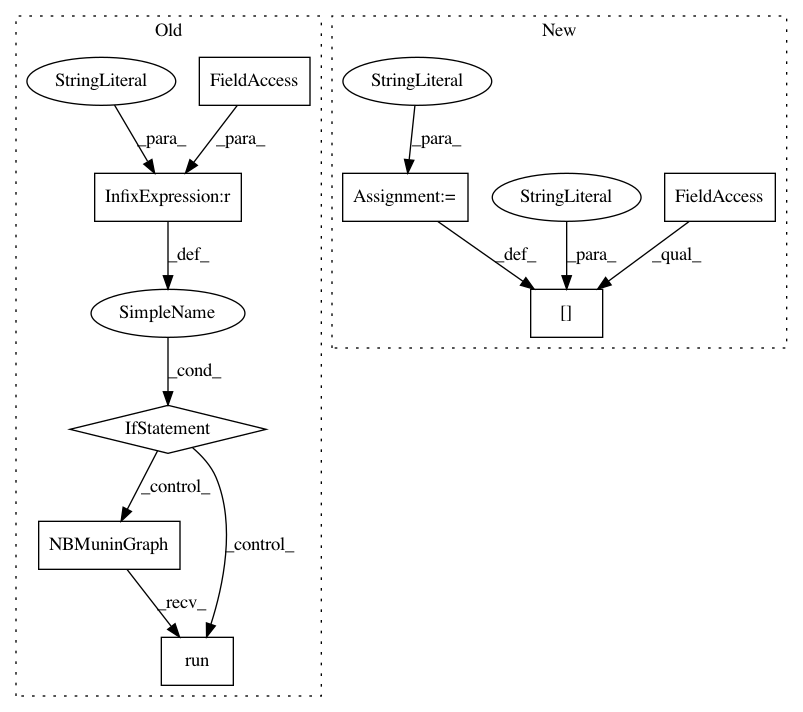 Old
New
StringLiteral
FieldAccess
StringLiteral
_para_
_para_
_para_
InfixExpression:r
Assignment:=
StringLiteral
FieldAccess
_def_
_def_
_para_
_qual_
SimpleName
[]
_cond_
IfStatement
_control_
NBMuninGraph
_control_
_recv_
run